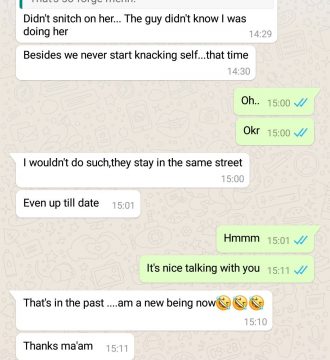 That's so forge menn.
Didn't snitch on her... The guy didn't know I was
doing her
14:29
Besides we never start knacking self...that time
14:30
Oh.. 15:00
Okr 15:00
I wouldn't do such,they stay in the same street
15:00
Even up till date 15:01
Hmmm 15:01
It's nice talking with you 15:11
That's in the past ....am a new being now🤣🤣🤣
15:10
Thanks ma'am 15:11